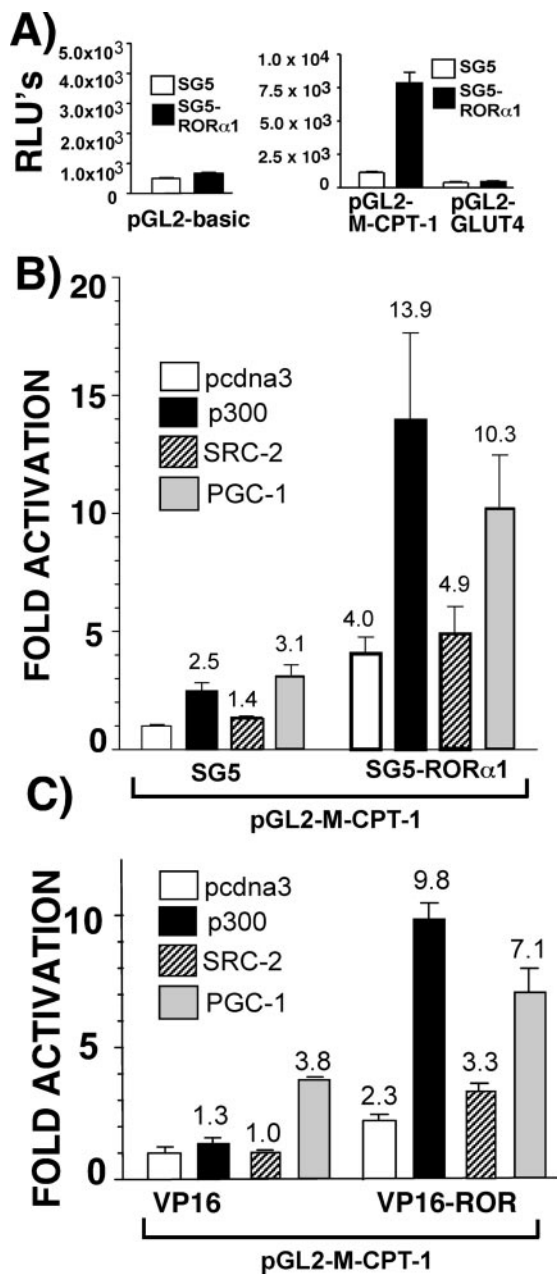 A)
RLU's
5.0x10³
4.0x10³
3.0x10³
2.0x10³
1.0x10³
0
SG5
SG5-
RORα1
pGL2-basic
1.0 x 10⁴
7.5 x 10³
5.0 x 10³
2.5 x 10³
0
SG5
SG5-
RORα1
pGL2-
M-CPT-1
pGL2-
GLUT4
B)
FOLD ACTIVATION
20
15
10
5
0
pcdna3
p300
SRC-2
PGC-1
2.5
1.4
3.1
4.0
13.9
4.9
10.3
SG5
SG5-RORα1
pGL2-M-CPT-1
C)
FOLD ACTIVATION
10
5
0
pcdna3
p300
SRC-2
PGC-1
1.3
1.0
3.8
2.3
9.8
3.3
7.1
VP16
VP16-ROR
pGL2-M-CPT-1